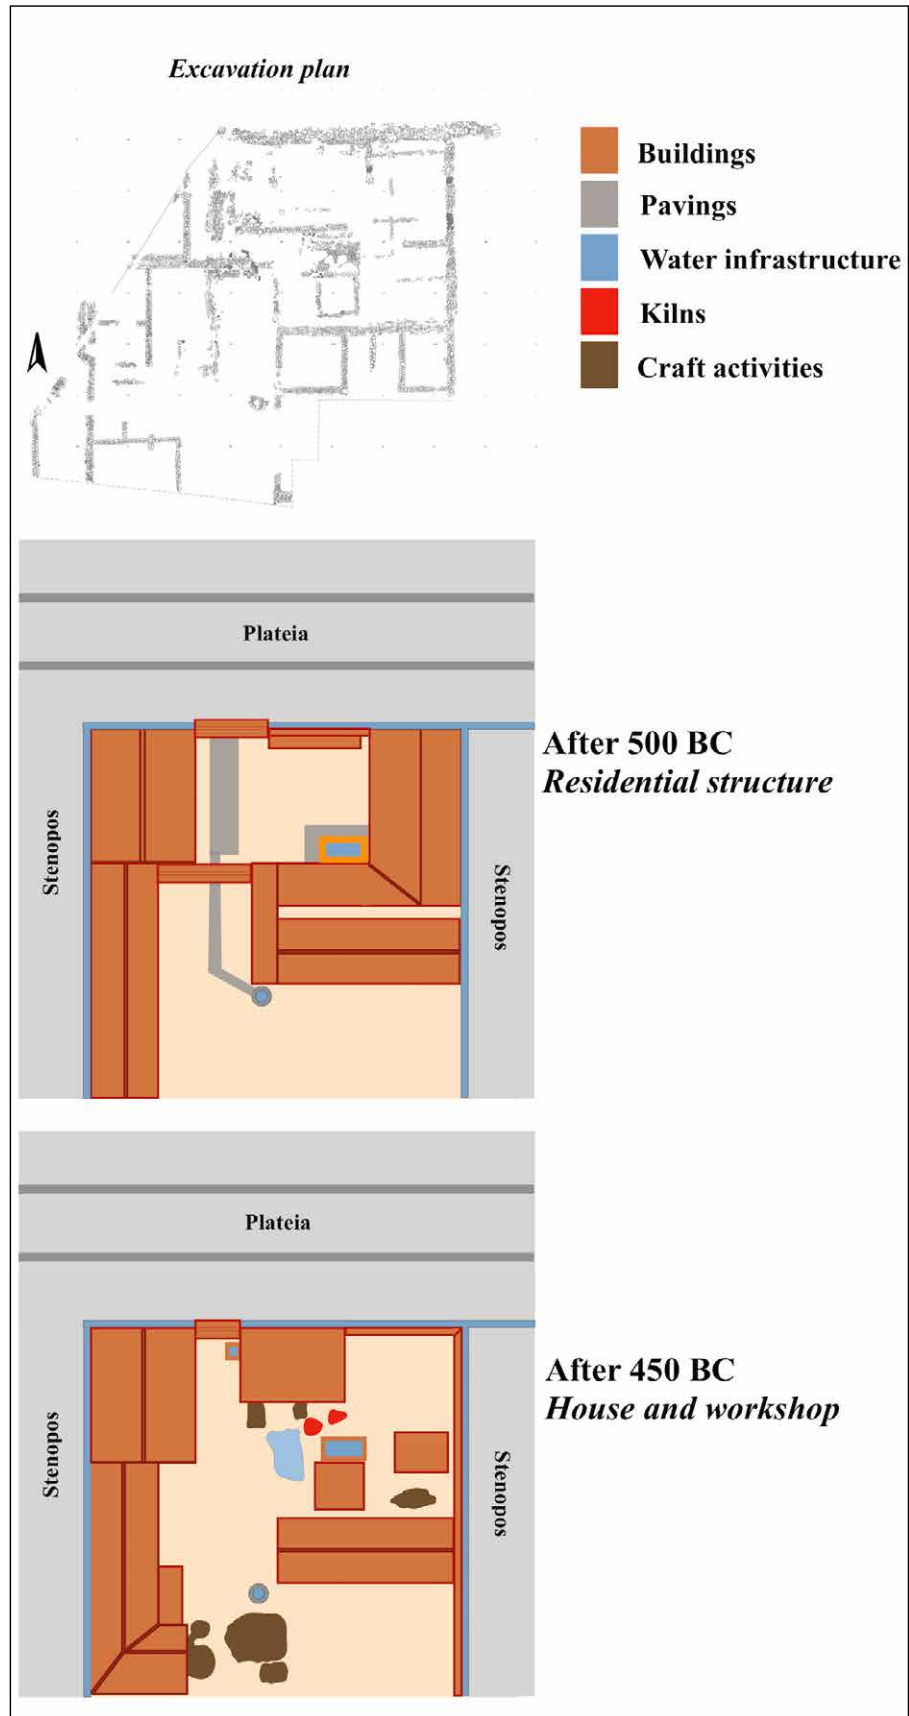 Excavation plan
Buildings
Pavings
Water infrastructure
Kilns
Craft activities
Plateia
Stenopos
Stenopos
After 500 BC
Residential structure
Plateia
Stenopos
Stenopos
After 450 BC
House and workshop